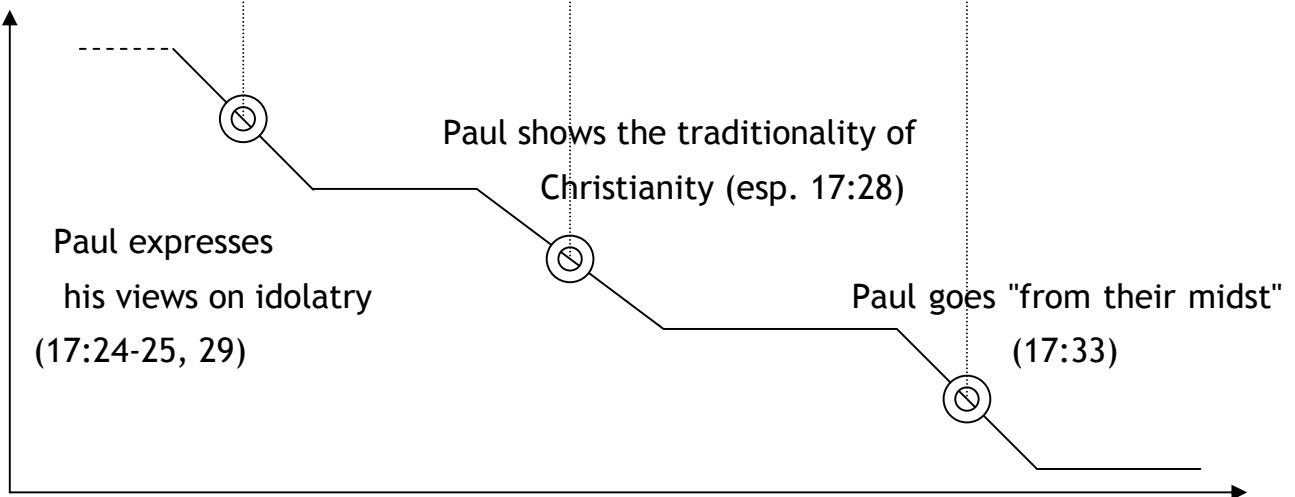 Paul shows the traditionality of
Christianity (esp. 17:28)
Paul expresses
his views on idolatry
(17:24-25, 29)
Paul goes "from their midst"
(17:33)